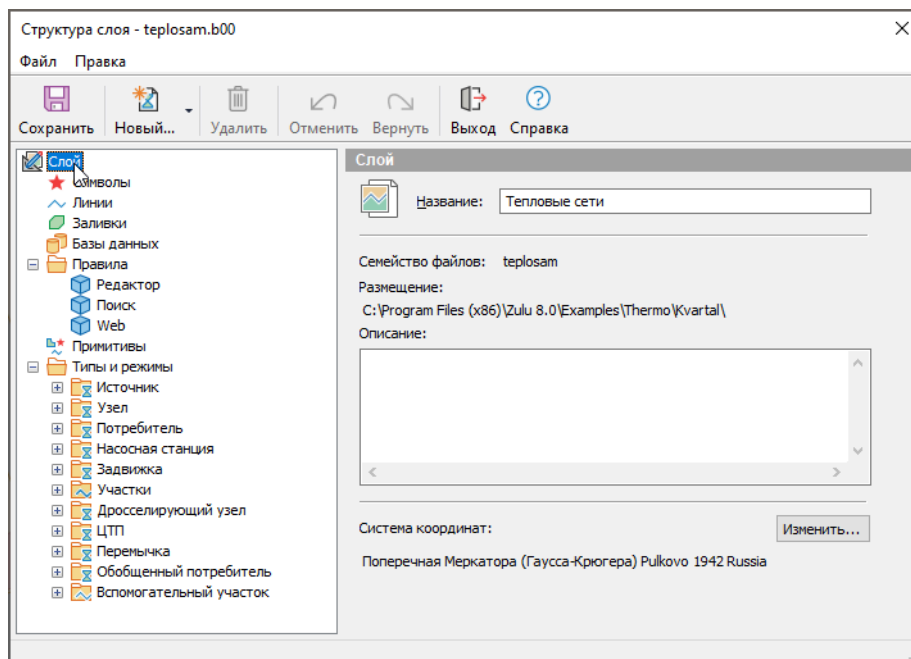 Структура слоя - teplosam.b00
Файл Правка
Сохранить Новый... Удалить Отменить Вернуть Выход Справка
Слой
Символы
Линии
Заливки
Базы данных
Правила
Редактор
Поиск
Web
Примитивы
Типы и режимы
Источник
Узел
Потребитель
Насосная станция
Задвижка
Участки
Дросселирующий узел
ЦТП
Перемычка
Обобщенный потребитель
Вспомогательный участок
Слой
Название: Тепловые сети
Семейство файлов: teplosam
Размещение:
C:\Program Files (x86)\Zulu 8.0\Examples\Thermo\Kvartal\
Описание:
Система координат: Изменить...
Поперечная Меркатора (Гаусса-Крюгера) Pulkovo 1942 Russia